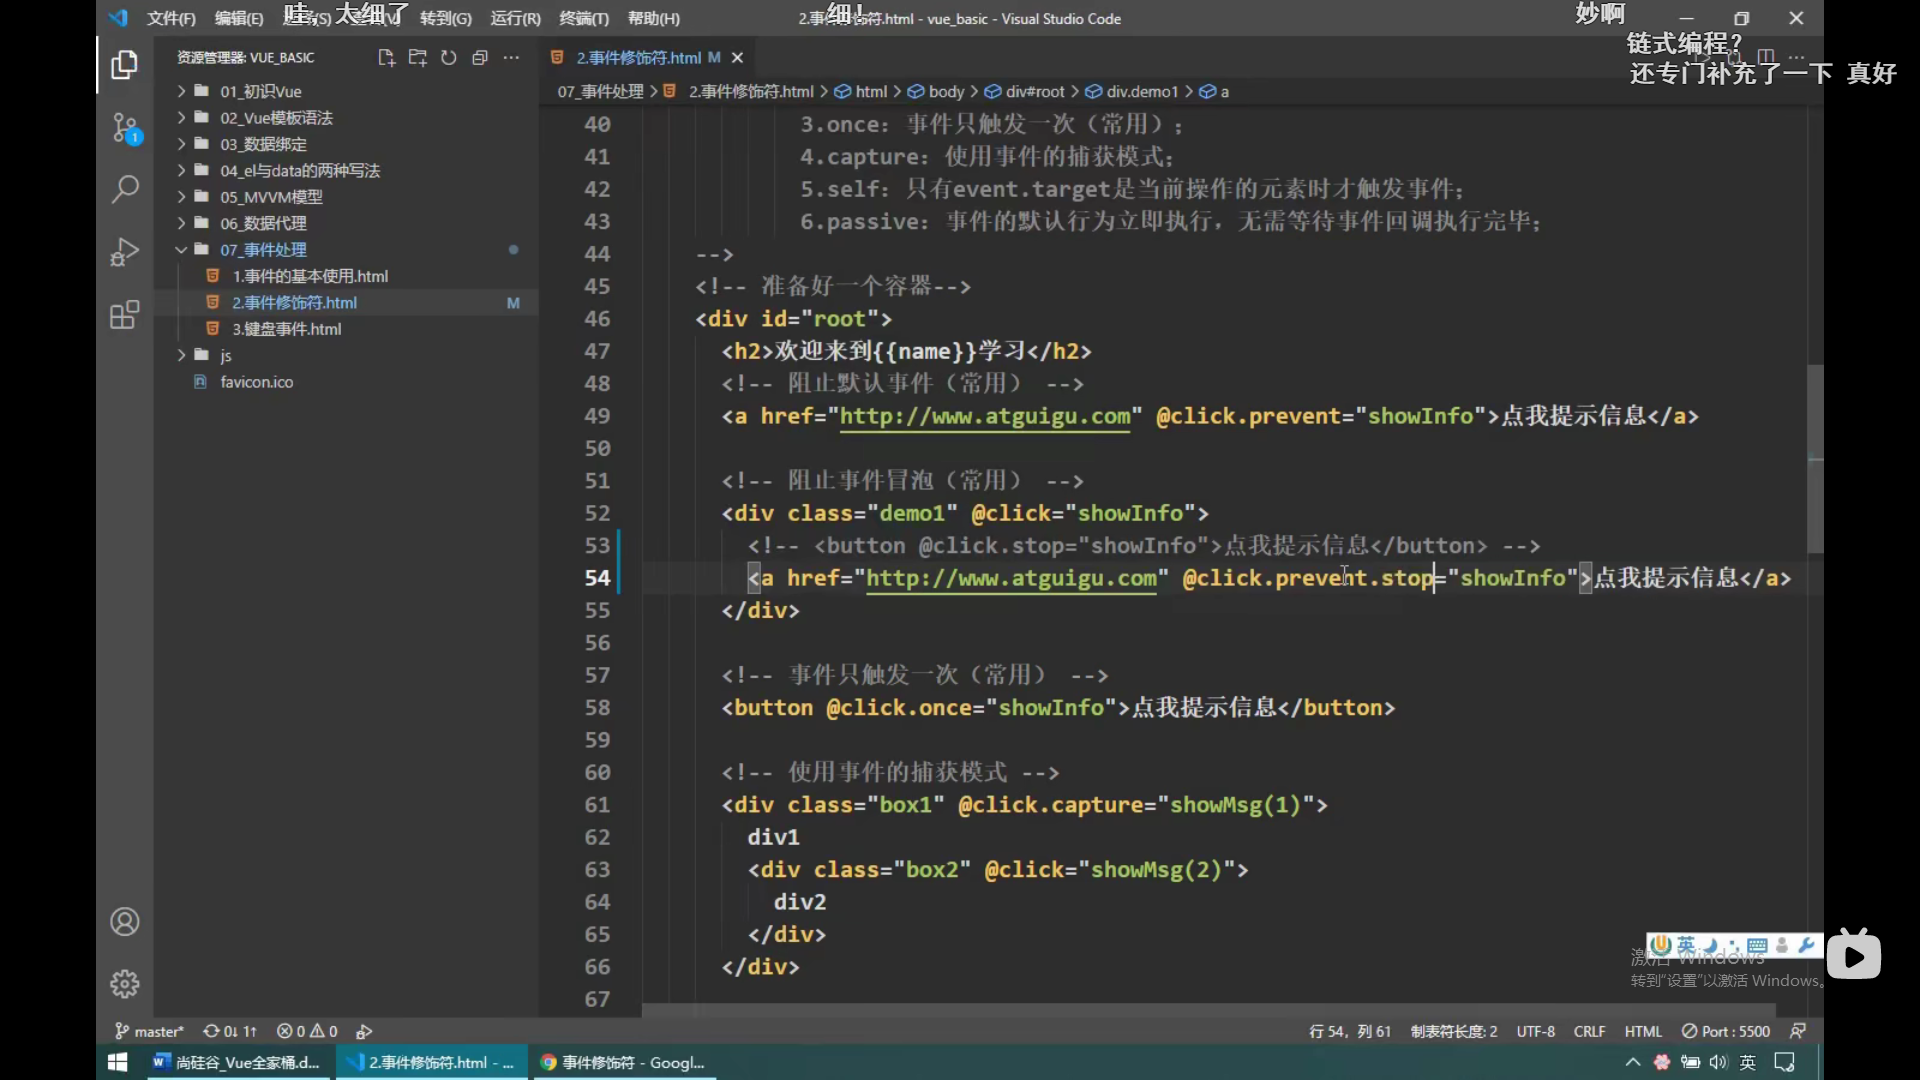 文件(F) 编辑(E) 转到(G) 运行(R) 终端(T) 帮助(H)
哇，太细了
细！
2.事件修饰符.html - vue_basic - Visual Studio Code
妙啊
链式编程？
还专门补充了一下 真好
资源管理器: VUE_BASIC
01_初识Vue
02_Vue模板语法
03_数据绑定
04_el与data的两种写法
05_MVVM模型
06_数据代理
07_事件处理
1.事件的基本使用.html
2.事件修饰符.html M
3.键盘事件.html
js
favicon.ico
1
2.事件修饰符.html M
07_事件处理 > 2.事件修饰符.html > html > body > div#root > div.demo1 > a
40 3.once：事件只触发一次（常用）；
41 4.capture：使用事件的捕获模式；
42 5.self：只有event.target是当前操作的元素时才触发事件；
43 6.passive：事件的默认行为立即执行，无需等待事件回调执行完毕；
44 -->
45 <!-- 准备好一个容器-->
46 <div id="root">
47 <h2>欢迎来到{{name}}学习</h2>
48 <!-- 阻止默认事件（常用） -->
49 <a href="http://www.atguigu.com" @click.prevent="showInfo">点我提示信息</a>
50
51 <!-- 阻止事件冒泡（常用） -->
52 <div class="demo1" @click="showInfo">
53 <!-- <button @click.stop="showInfo">点我提示信息</button> -->
54 <a href="http://www.atguigu.com" @click.prevent.stop="showInfo">点我提示信息</a>
55 </div>
56
57 <!-- 事件只触发一次（常用） -->
58 <button @click.once="showInfo">点我提示信息</button>
59
60 <!-- 使用事件的捕获模式 -->
61 <div class="box1" @click.capture="showMsg(1)">
62 div1
63 <div class="box2" @click="showMsg(2)">
64 div2
65 </div>
66 </div>
67
英
激活 Windows
转到"设置"以激活 Windows。
master* 0↓ 1↑ 0 0
行 54，列 61 制表符长度: 2 UTF-8 CRLF HTML Port : 5500
尚硅谷_Vue全家桶.d...
2.事件修饰符.html - ...
事件修饰符 - Googl...
英